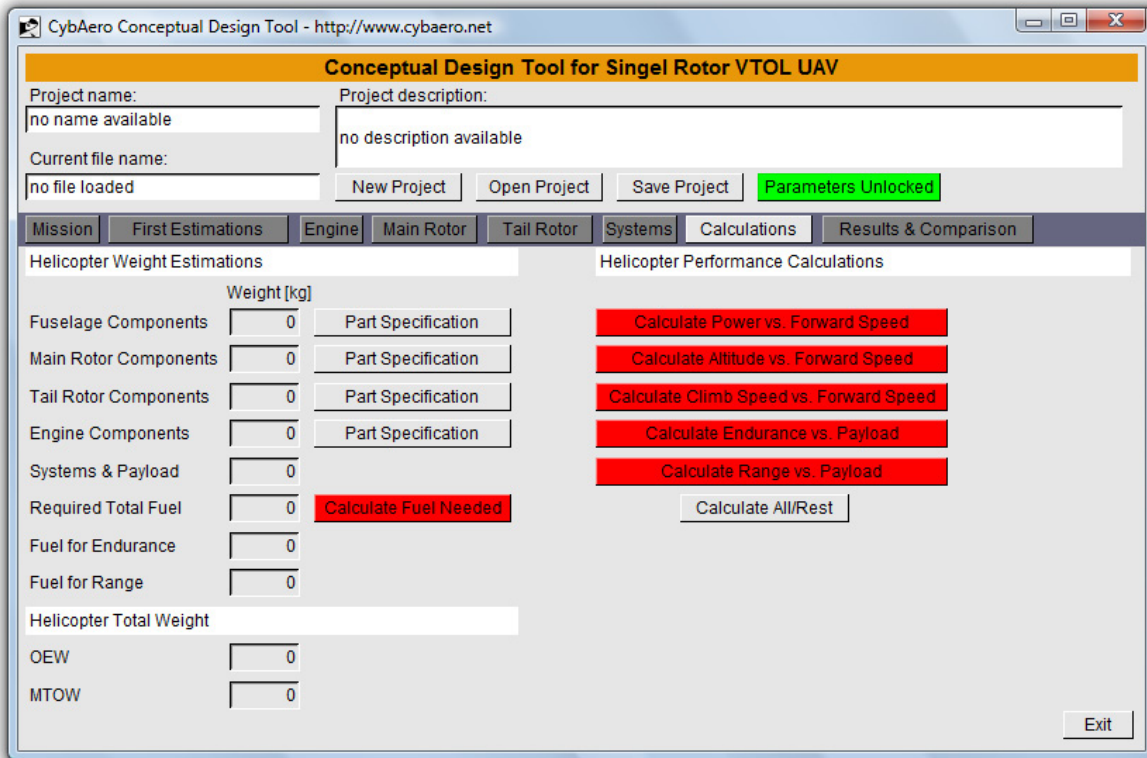 CybAero Conceptual Design Tool - http://www.cybaero.net
Conceptual Design Tool for Singel Rotor VTOL UAV
Project name:
no name available
Project description:
no description available
Current file name:
no file loaded
New Project Open Project Save Project Parameters Unlocked
Mission First Estimations Engine Main Rotor Tail Rotor Systems Calculations Results & Comparison
Helicopter Weight Estimations
Weight [kg]
Fuselage Components 0 Part Specification
Main Rotor Components 0 Part Specification
Tail Rotor Components 0 Part Specification
Engine Components 0 Part Specification
Systems & Payload 0
Required Total Fuel 0 Calculate Fuel Needed
Fuel for Endurance 0
Fuel for Range 0
Helicopter Total Weight
OEW 0
MTOW 0
Helicopter Performance Calculations
Calculate Power vs. Forward Speed
Calculate Altitude vs. Forward Speed
Calculate Climb Speed vs. Forward Speed
Calculate Endurance vs. Payload
Calculate Range vs. Payload
Calculate All/Rest
Exit